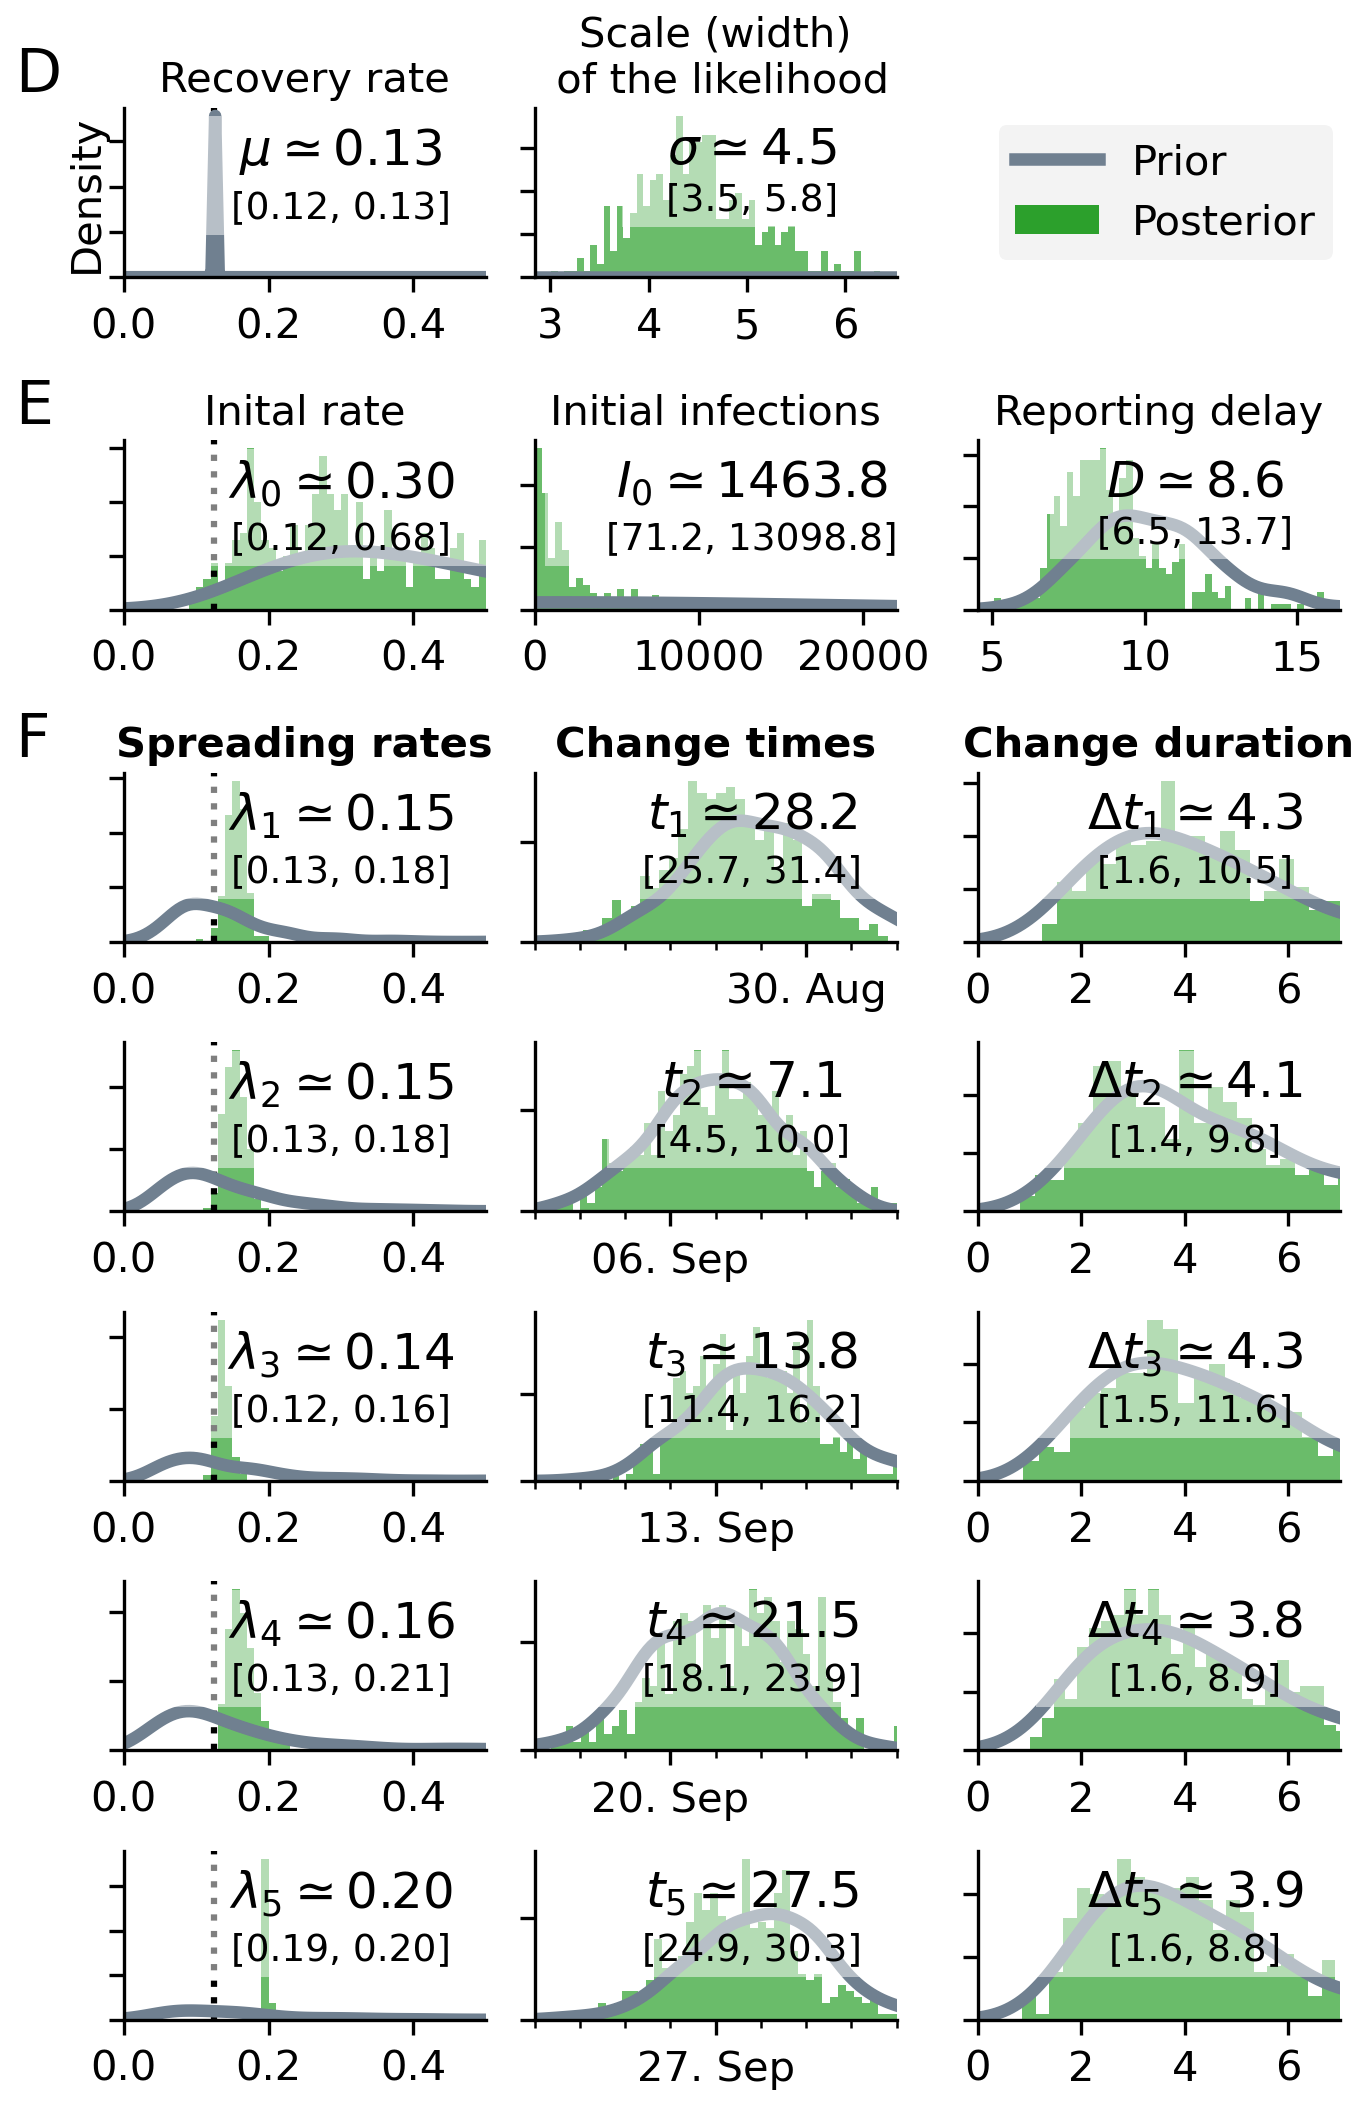 D
Recovery rate
Scale (width)
of the likelihood
Density
μ ≃ 0.13
[0.12, 0.13]
0.0 0.2 0.4
σ ≃ 4.5
[3.5, 5.8]
3 4 5 6
Prior
Posterior
E
Inital rate
λ0 ≃ 0.30
[0.12, 0.68]
0.0 0.2 0.4
Initial infections
I0 ≃ 1463.8
[71.2, 13098.8]
0 10000 20000
Reporting delay
D ≃ 8.6
[6.5, 13.7]
5 10 15
F
Spreading rates
Change times
Change duration
λ1 ≃ 0.15
[0.13, 0.18]
0.0 0.2 0.4
t1 ≃ 28.2
[25.7, 31.4]
30. Aug
Δt1 ≃ 4.3
[1.6, 10.5]
0 2 4 6
λ2 ≃ 0.15
[0.13, 0.18]
0.0 0.2 0.4
t2 ≃ 7.1
[4.5, 10.0]
06. Sep
Δt2 ≃ 4.1
[1.4, 9.8]
0 2 4 6
λ3 ≃ 0.14
[0.12, 0.16]
0.0 0.2 0.4
t3 ≃ 13.8
[11.4, 16.2]
13. Sep
Δt3 ≃ 4.3
[1.5, 11.6]
0 2 4 6
λ4 ≃ 0.16
[0.13, 0.21]
0.0 0.2 0.4
t4 ≃ 21.5
[18.1, 23.9]
20. Sep
Δt4 ≃ 3.8
[1.6, 8.9]
0 2 4 6
λ5 ≃ 0.20
[0.19, 0.20]
0.0 0.2 0.4
t5 ≃ 27.5
[24.9, 30.3]
27. Sep
Δt5 ≃ 3.9
[1.6, 8.8]
0 2 4 6